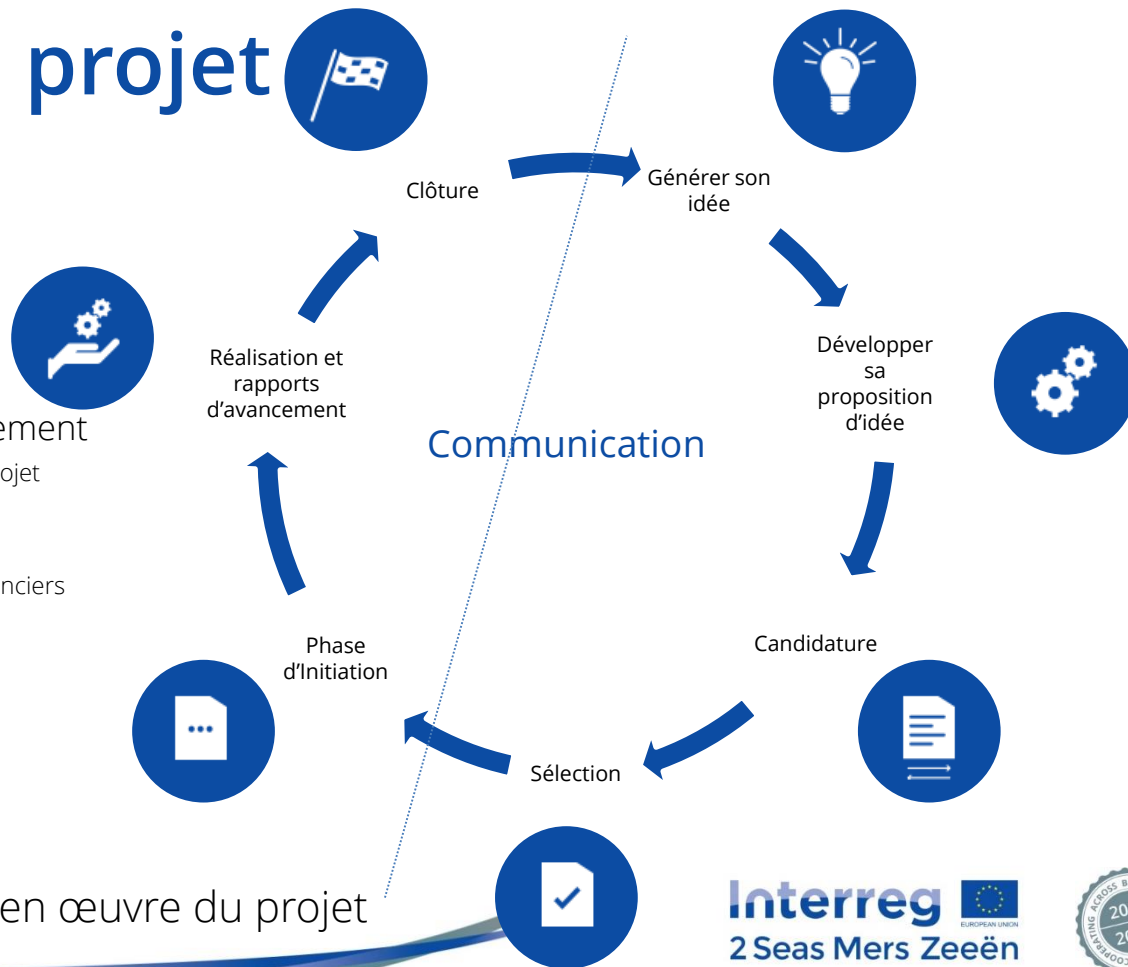 projet
Clôture
Générer son
idée
Développer
sa
proposition
d'idée
Réalisation et
rapports
d'avancement
ement
ojet
nciers
Communication
Candidature
Phase
d'Initiation
Sélection
en œuvre du projet
Interreg
EUROPEAN UNION
2 Seas Mers Zeeën